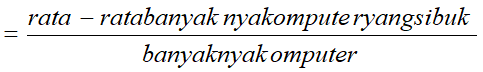 = rata – ratabanyak nyakompute ryangsibuk
banyaknyak omputer